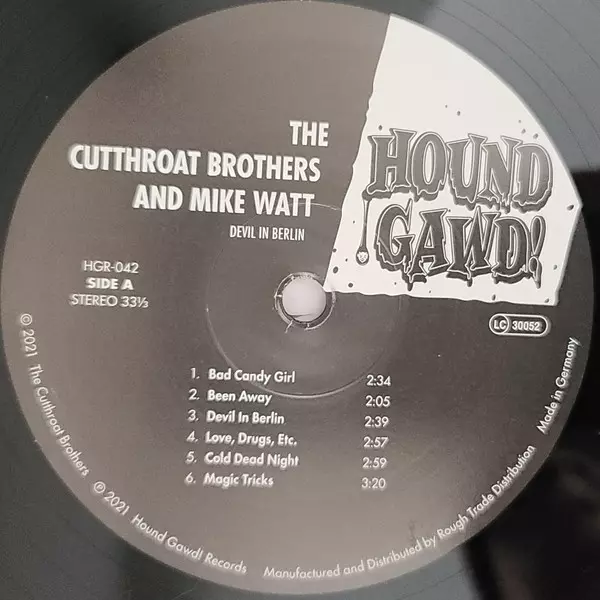 THE
CUTTHROAT BROTHERS
AND MIKE WATT
DEVIL IN BERLIN
HOUND
GAWD!
HGR-042
SIDE A
STEREO 33⅓
LC 30052
1. Bad Candy Girl 2:34
2. Been Away 2:05
3. Devil In Berlin 2:39
4. Love, Drugs, Etc. 2:57
5. Cold Dead Night 2:59
6. Magic Tricks 3:20
© 2021 The Cutthroat Brothers ℗ 2021 Hound Gawd! Records Manufactured and Distributed by Rough Trade Distribution Made in Germany